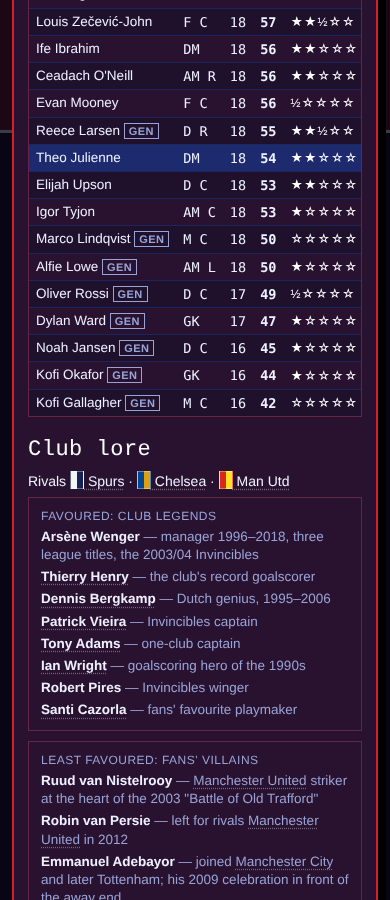 Louis Zečević-John F C 18 57 ★★½☆☆
Ife Ibrahim DM 18 56 ★★☆☆☆
Ceadach O'Neill AM R 18 56 ★★☆☆☆
Evan Mooney F C 18 56 ½☆☆☆☆
Reece Larsen GEN D R 18 55 ★★½☆☆
Theo Julienne DM 18 54 ★★☆☆☆
Elijah Upson D C 18 53 ★☆☆☆☆
Igor Tyjon AM C 18 53 ★☆☆☆☆
Marco Lindqvist GEN M C 18 50 ☆☆☆☆☆
Alfie Lowe GEN AM L 18 50 ★☆☆☆☆
Oliver Rossi GEN D C 17 49 ½☆☆☆☆
Dylan Ward GEN GK 17 47 ★☆☆☆☆
Noah Jansen GEN D C 16 45 ★☆☆☆☆
Kofi Okafor GEN GK 16 44 ★☆☆☆☆
Kofi Gallagher GEN M C 16 42 ☆☆☆☆☆
Club lore
Rivals Spurs · Chelsea · Man Utd
FAVOURED: CLUB LEGENDS
Arsène Wenger — manager 1996–2018, three
league titles, the 2003/04 Invincibles
Thierry Henry — the club's record goalscorer
Dennis Bergkamp — Dutch genius, 1995–2006
Patrick Vieira — Invincibles captain
Tony Adams — one-club captain
Ian Wright — goalscoring hero of the 1990s
Robert Pires — Invincibles winger
Santi Cazorla — fans' favourite playmaker
LEAST FAVOURED: FANS' VILLAINS
Ruud van Nistelrooy — Manchester United striker
at the heart of the 2003 "Battle of Old Trafford"
Robin van Persie — left for rivals Manchester
United in 2012
Emmanuel Adebayor — joined Manchester City
and later Tottenham; his 2009 celebration in front of
the away end